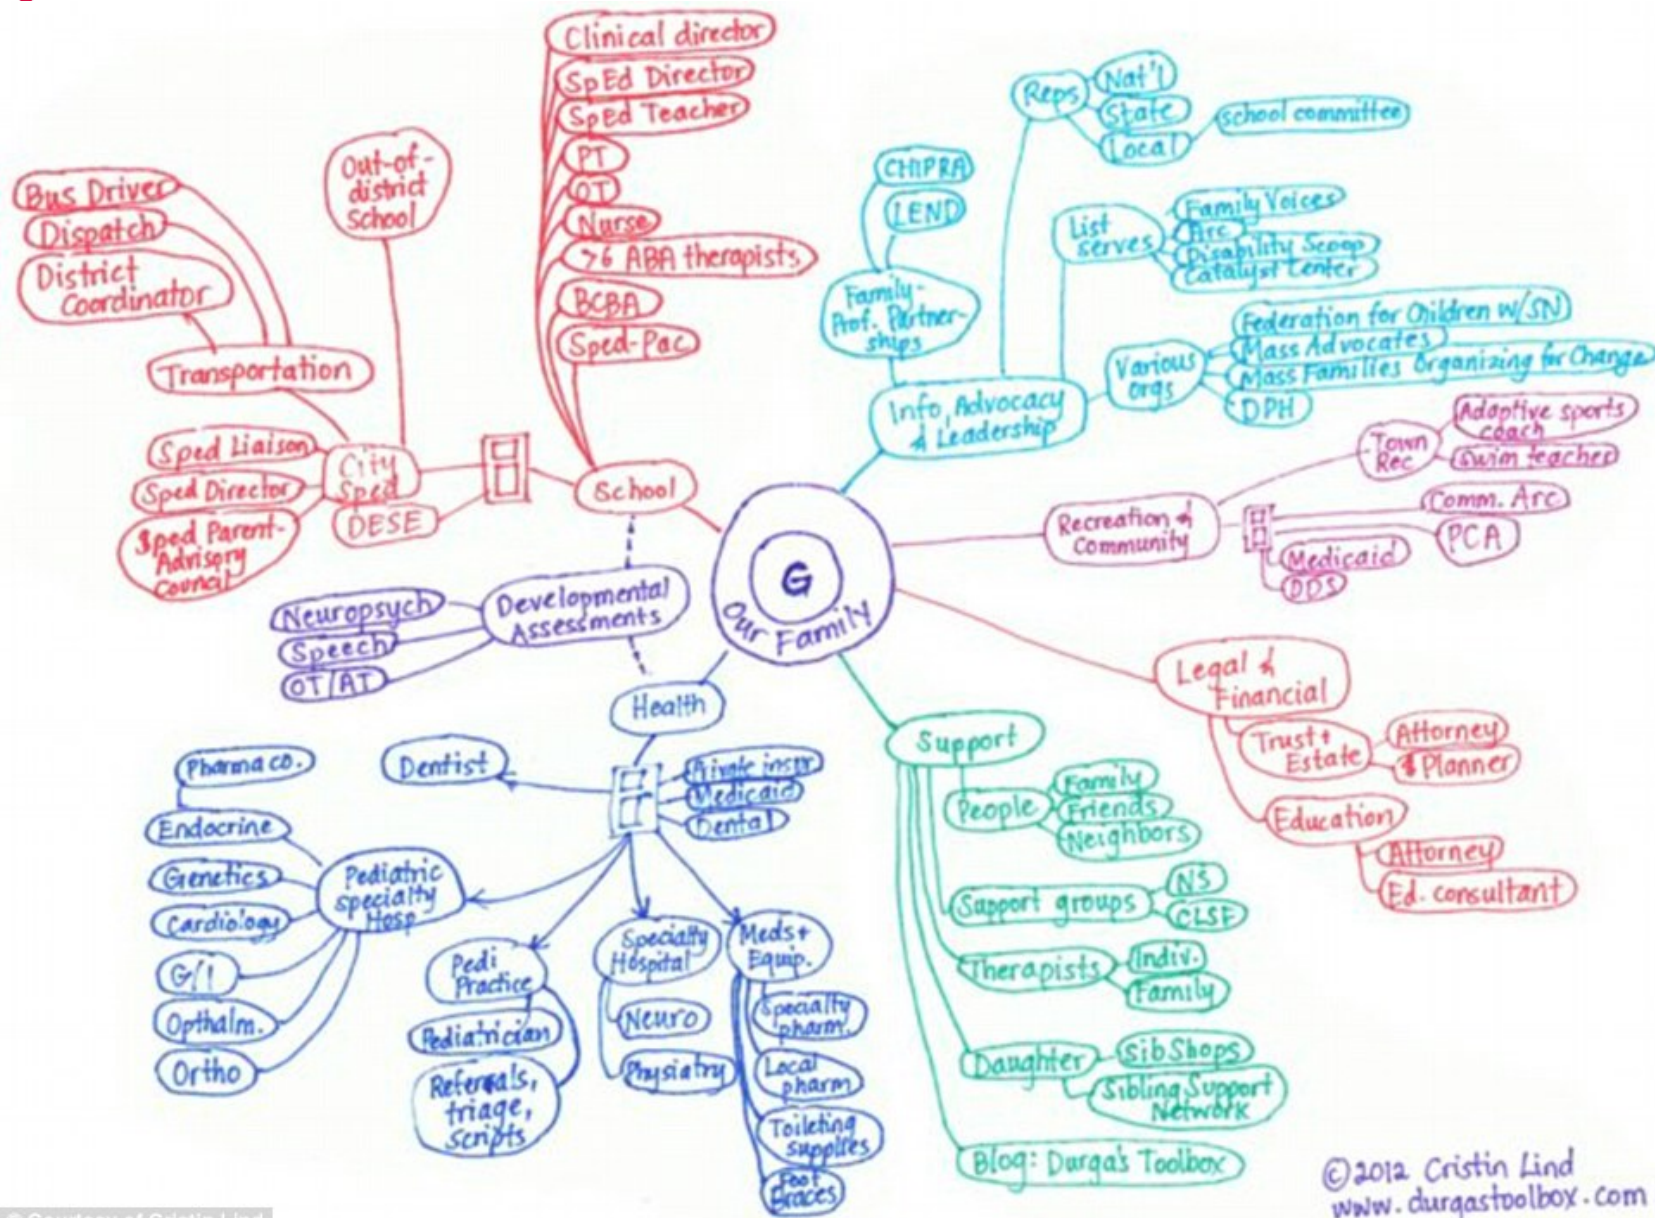 Clinical director
SpEd Director
SpEd Teacher
PT
OT
Nurse
>6 ABA therapists
BCBA
Sped-Pac
Out-of-
district
School
Bus Driver
Dispatch
District
Coordinator
Transportation
Sped Liaison
Sped Director
Sped Parent-
Advisory
Council
City
Sped
DESE
School
Reps
Nat'l
State
Local
school committee
CHIPRA
LEND
Family-
Prof. Partner-
ships
List
serves
Family Voices
Arc
Disability Scoop
Catalyst Center
Various
orgs
Federation for Children w/SN
Mass Advocates
Mass Families Organizing for Change
DPH
Info, Advocacy
& Leadership
Town
Rec
Adaptive sports
coach
Swim teacher
Recreation &
Community
Comm. Arc
PCA
Medicaid
DDS
G
Our Family
Developmental
Assessments
Neuropsych
Speech
OT/AT
Legal &
Financial
Trust +
Estate
Attorney
$ Planner
Education
Attorney
Ed. consultant
Health
Dentist
Private insur
Medicaid
Dental
Pharma co.
Endocrine
Genetics
Cardiology
G/I
Opthalm.
Ortho
Pediatric
specialty
Hosp
Pedi
Practice
Pediatrician
Referrals,
triage,
scripts
Specialty
Hospital
Neuro
Physiatry
Meds +
Equip.
Specialty
pharm.
Local
pharm
Toileting
supplies
Foot
Braces
Support
People
Family
Friends
Neighbors
Support groups
NS
CLSF
Therapists
Indiv.
Family
Daughter
SibShops
Sibling Support
Network
Blog: Durga's Toolbox
©2012 Cristin Lind
www.durgastoolbox.com
© Courtesy of Cristin Lind